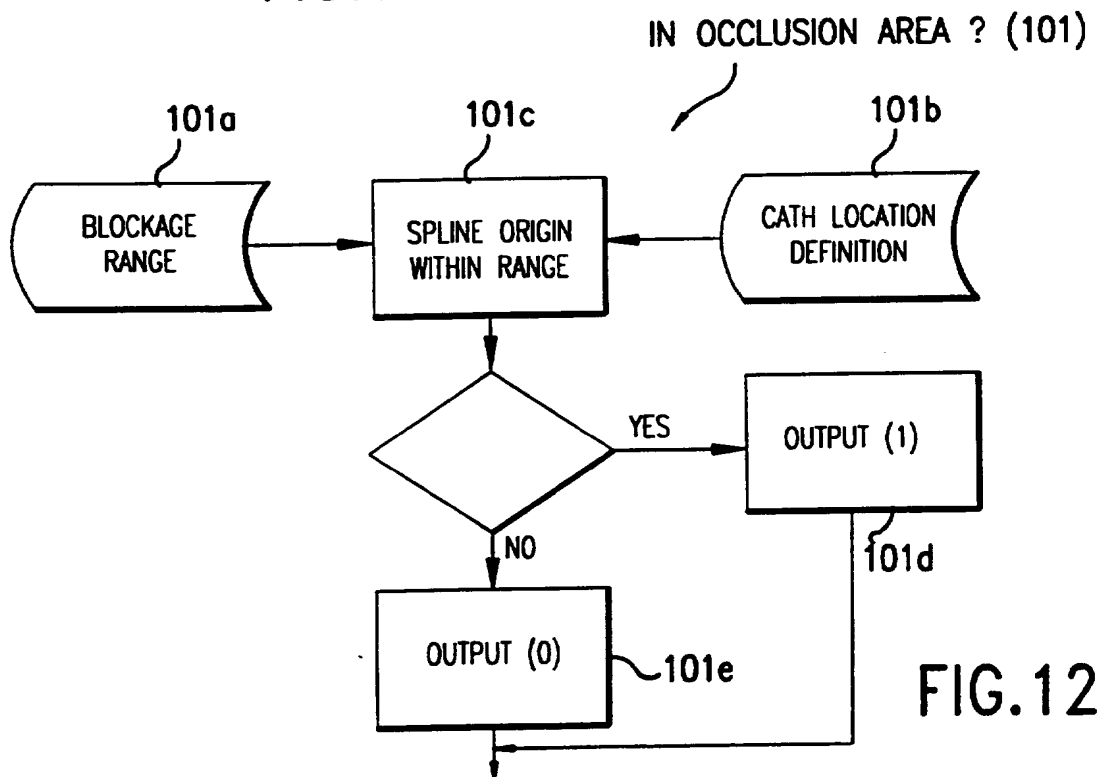 IN OCCLUSION AREA ? (101)
101a
101c
101b
BLOCKAGE
RANGE
SPLINE ORIGIN
WITHIN RANGE
CATH LOCATION
DEFINITION
YES
OUTPUT (1)
101d
NO
OUTPUT (0)
101e
FIG.12